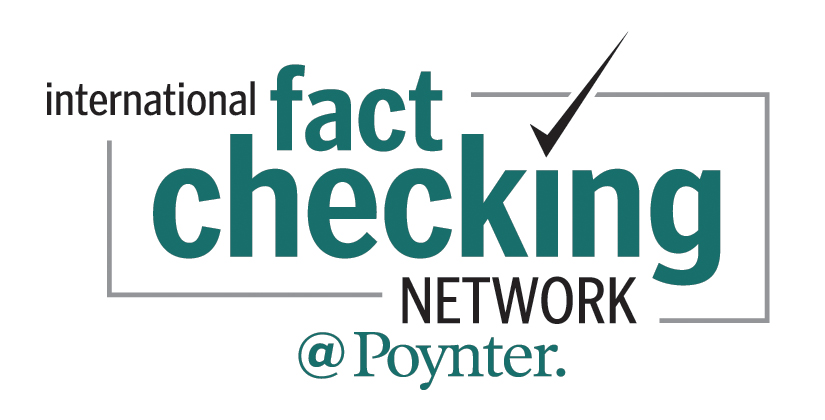 international fact
checking
NETWORK
@Poynter.